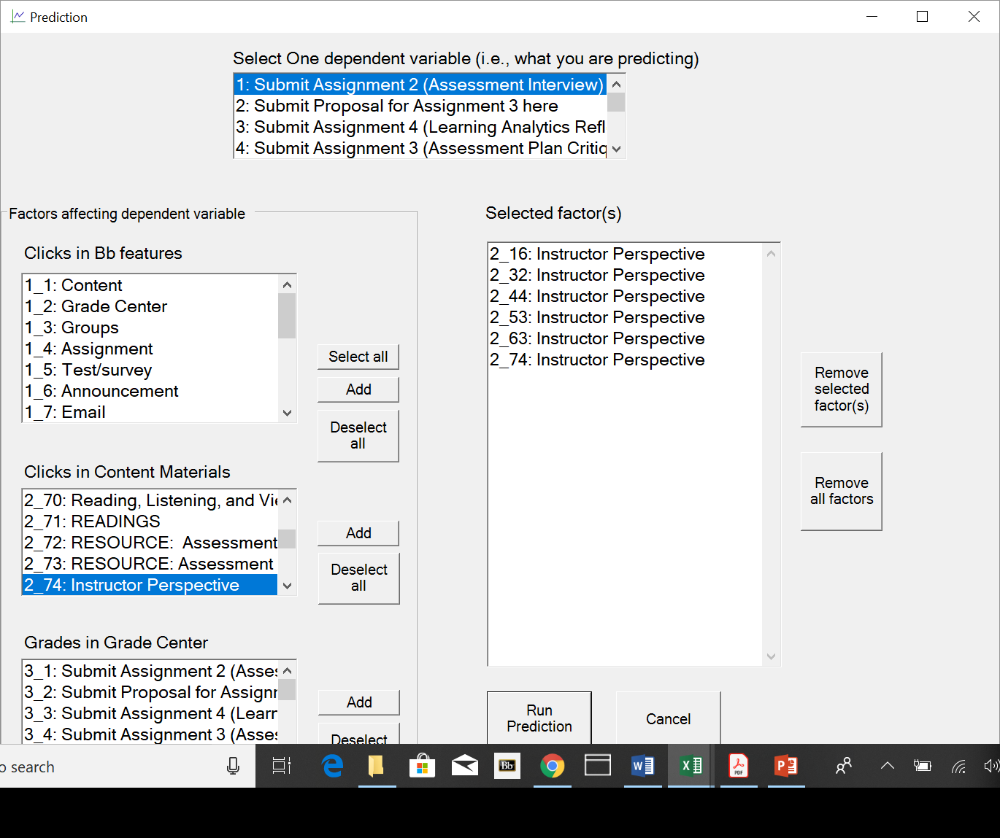 Prediction
Select One dependent variable (i.e., what you are predicting)
1: Submit Assignment 2 (Assessment Interview)
2: Submit Proposal for Assignment 3 here
3: Submit Assignment 4 (Learning Analytics Refl
4: Submit Assignment 3 (Assessment Plan Critiq
Factors affecting dependent variable
Clicks in Bb features
1_1: Content
1_2: Grade Center
1_3: Groups
1_4: Assignment
1_5: Test/survey
1_6: Announcement
1_7: Email
Select all
Add
Deselect
all
Clicks in Content Materials
2_70: Reading, Listening, and Vie
2_71: READINGS
2_72: RESOURCE:  Assessment
2_73: RESOURCE: Assessment
2_74: Instructor Perspective
Add
Deselect
all
Grades in Grade Center
3_1: Submit Assignment 2 (Asses
3_2: Submit Proposal for Assignm
3_3: Submit Assignment 4 (Learn
3_4: Submit Assignment 3 (Asses
Add
Deselect
Selected factor(s)
2_16: Instructor Perspective
2_32: Instructor Perspective
2_44: Instructor Perspective
2_53: Instructor Perspective
2_63: Instructor Perspective
2_74: Instructor Perspective
Remove
selected
factor(s)
Remove
all factors
Run
Prediction
Cancel
o search
Bb
PDF